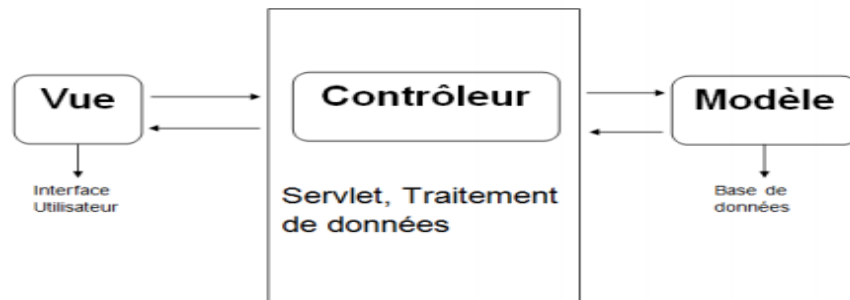 Vue
Contrôleur
Modèle
Interface
Utilisateur
Servlet, Traitement
de données
Base de
données